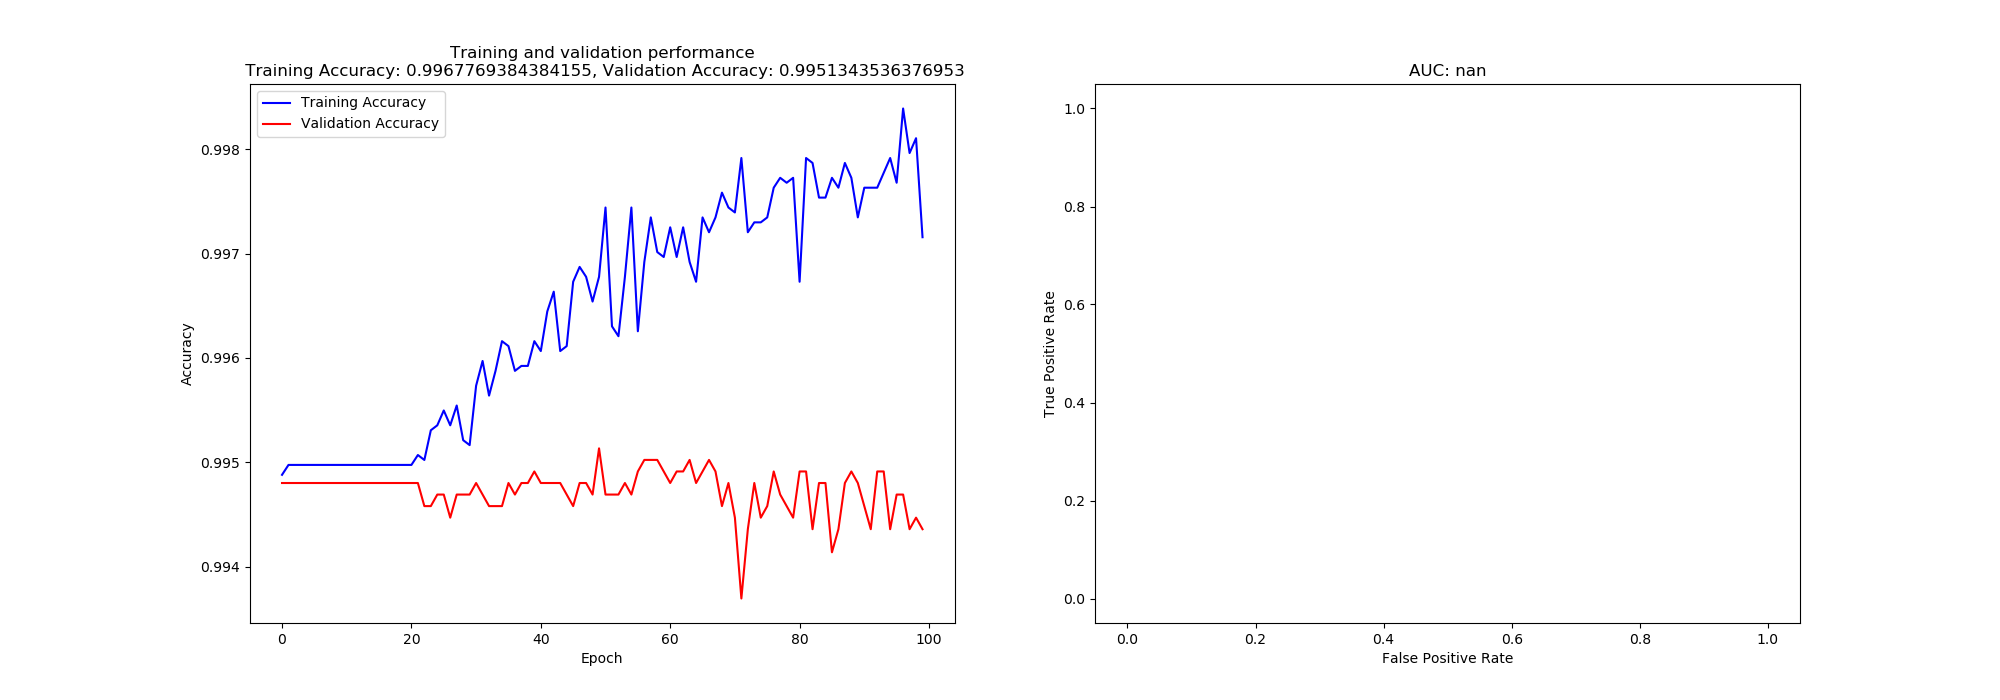 Training and validation performance
Training Accuracy: 0.9967769384384155, Validation Accuracy: 0.9951343536376953
Training Accuracy
Validation Accuracy
0.998
0.997
0.996
0.995
0.994
Accuracy
0
20
40
60
80
100
Epoch
AUC: nan
1.0
0.8
0.6
0.4
0.2
0.0
True Positive Rate
0.0
0.2
0.4
0.6
0.8
1.0
False Positive Rate